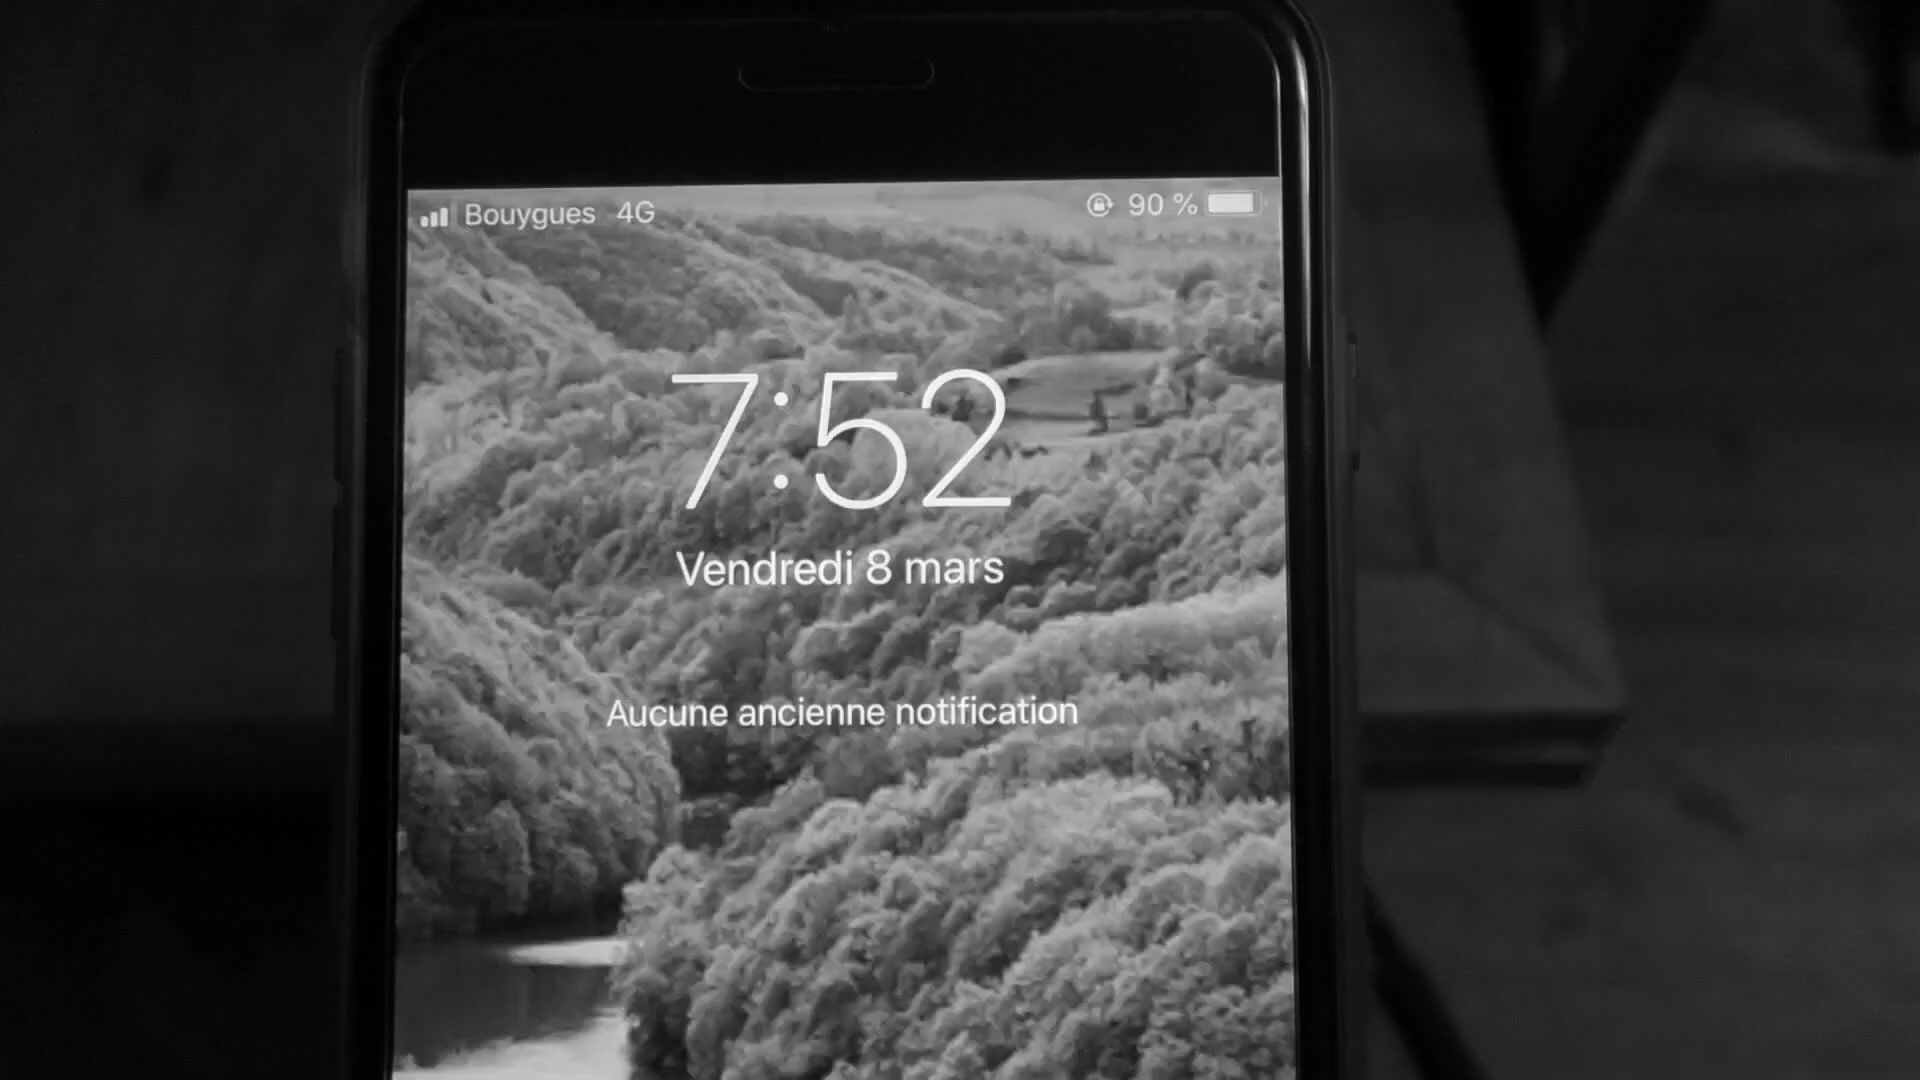 Bouygues 4G 90 %
7:52
Vendredi 8 mars
Aucune ancienne notification